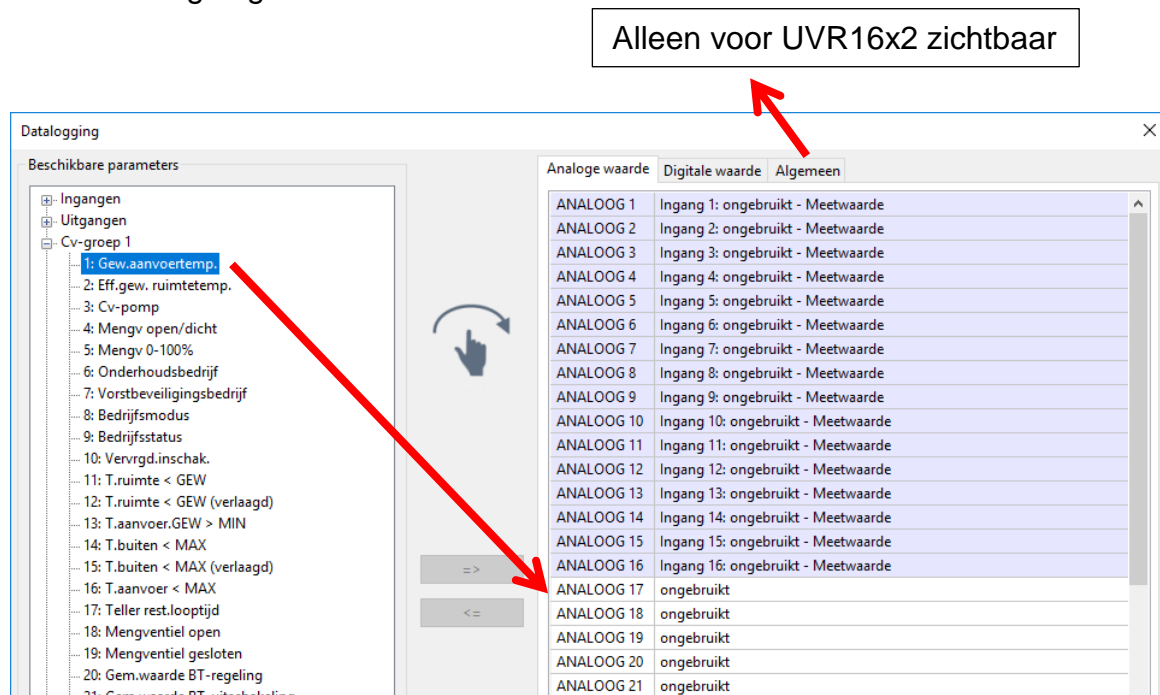 Alleen voor UVR16x2 zichtbaar
Datalogging
Beschikbare parameters
Ingangen
Uitgangen
Cv-groep 1
1: Gew.aanvoertemp.
2: Eff.gew. ruimtetemp.
3: Cv-pomp
4: Mengv open/dicht
5: Mengv 0-100%
6: Onderhoudsbedrijf
7: Vorstbeveiligingsbedrijf
8: Bedrijfsmodus
9: Bedrijfsstatus
10: Vervrgd.inschak.
11: T.ruimte < GEW
12: T.ruimte < GEW (verlaagd)
13: T.aanvoer.GEW > MIN
14: T.buiten < MAX
15: T.buiten < MAX (verlaagd)
16: T.aanvoer < MAX
17: Teller rest.looptijd
18: Mengventiel open
19: Mengventiel gesloten
20: Gem.waarde BT-regeling
=>
<=
Analoge waarde Digitale waarde Algemeen
ANALOOG 1 Ingang 1: ongebruikt - Meetwaarde
ANALOOG 2 Ingang 2: ongebruikt - Meetwaarde
ANALOOG 3 Ingang 3: ongebruikt - Meetwaarde
ANALOOG 4 Ingang 4: ongebruikt - Meetwaarde
ANALOOG 5 Ingang 5: ongebruikt - Meetwaarde
ANALOOG 6 Ingang 6: ongebruikt - Meetwaarde
ANALOOG 7 Ingang 7: ongebruikt - Meetwaarde
ANALOOG 8 Ingang 8: ongebruikt - Meetwaarde
ANALOOG 9 Ingang 9: ongebruikt - Meetwaarde
ANALOOG 10 Ingang 10: ongebruikt - Meetwaarde
ANALOOG 11 Ingang 11: ongebruikt - Meetwaarde
ANALOOG 12 Ingang 12: ongebruikt - Meetwaarde
ANALOOG 13 Ingang 13: ongebruikt - Meetwaarde
ANALOOG 14 Ingang 14: ongebruikt - Meetwaarde
ANALOOG 15 Ingang 15: ongebruikt - Meetwaarde
ANALOOG 16 Ingang 16: ongebruikt - Meetwaarde
ANALOOG 17 ongebruikt
ANALOOG 18 ongebruikt
ANALOOG 19 ongebruikt
ANALOOG 20 ongebruikt
ANALOOG 21 ongebruikt